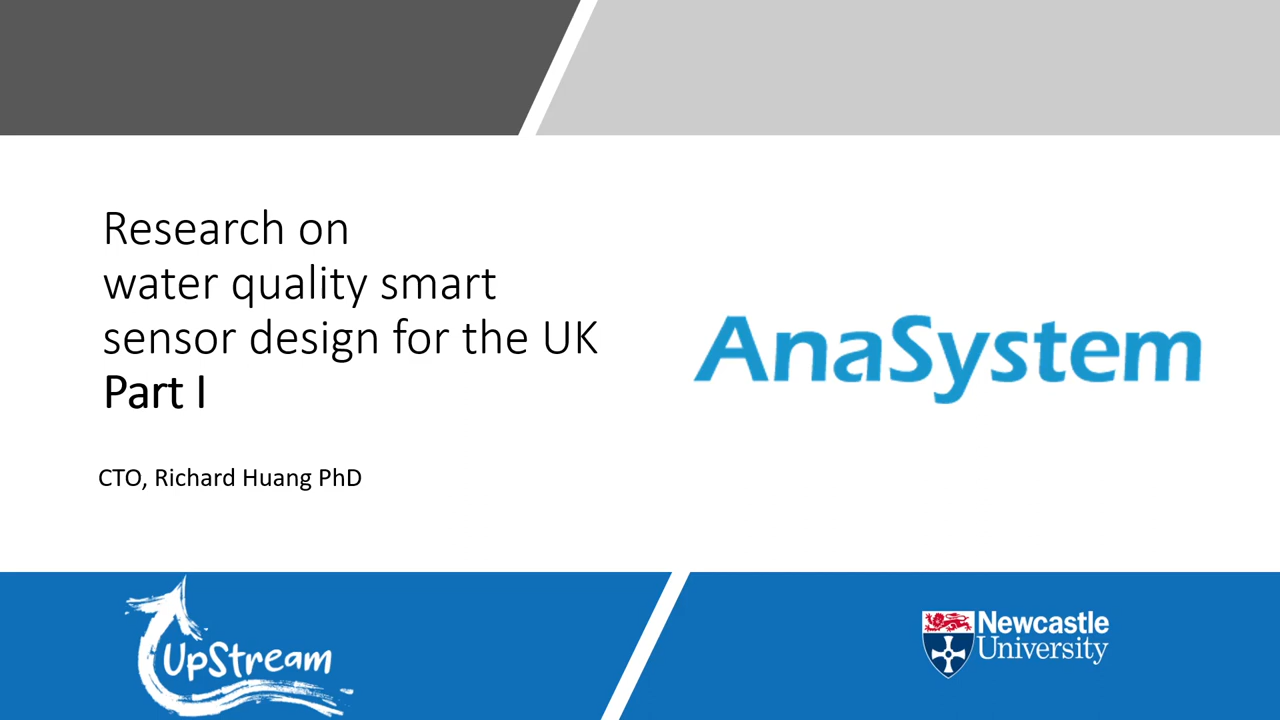 Research on
water quality smart
sensor design for the UK
Part I
AnaSystem
CTO, Richard Huang PhD
UpStream
Newcastle
University